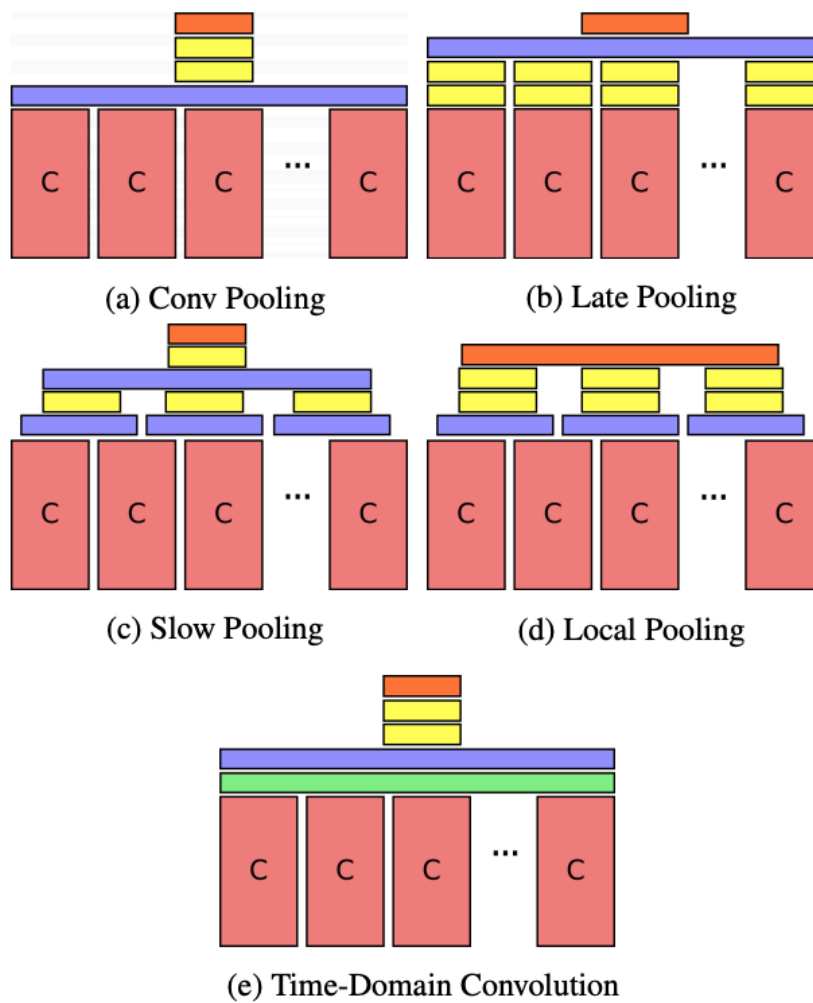 C C C ... C
C C C ... C
(a) Conv Pooling
(b) Late Pooling
C C C ... C
C C C ... C
(c) Slow Pooling
(d) Local Pooling
C C C ... C
(e) Time-Domain Convolution